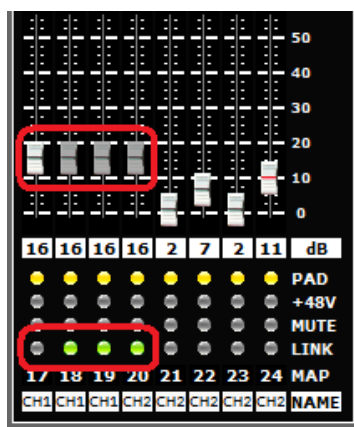 50
40
30
20
10
0
16 16 16 16 2 7 2 11 dB
PAD
+48V
MUTE
LINK
17 18 19 20 21 22 23 24 MAP
CH1 CH1 CH1 CH1 CH2 CH2 CH2 CH2 NAME